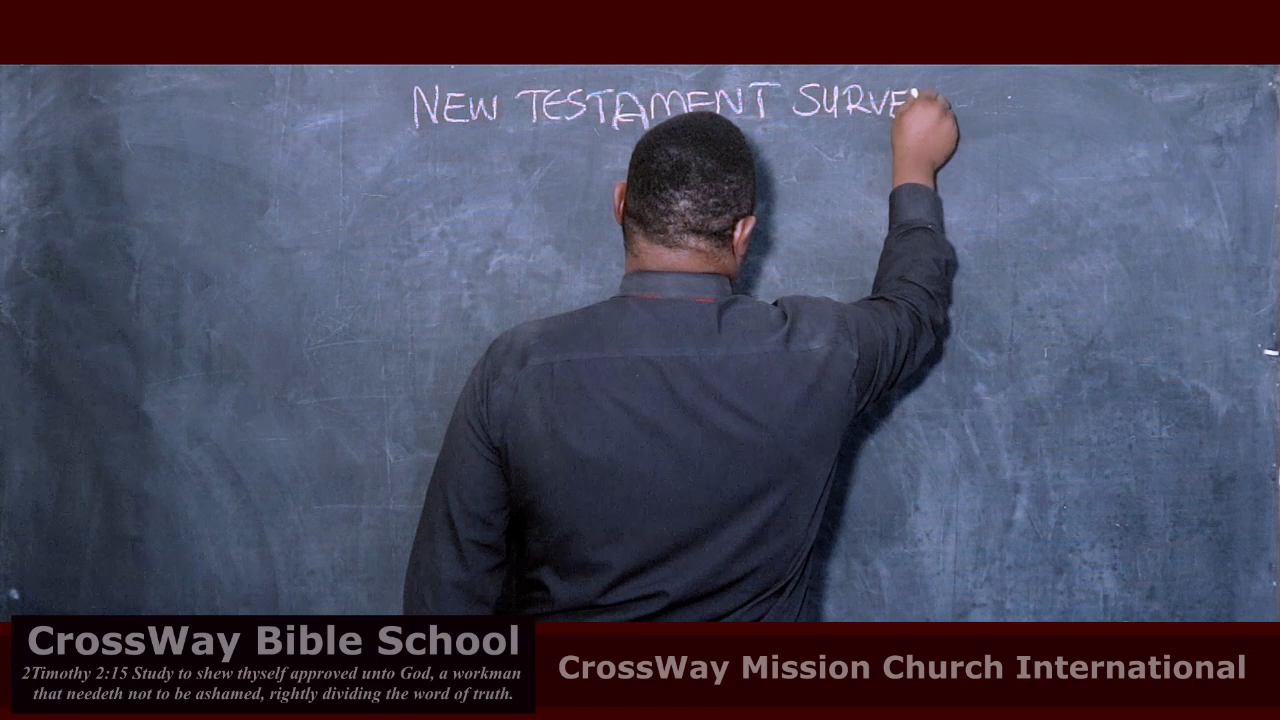 NEW TESTAMENT SURVEY
CrossWay Bible School
2Timothy 2:15 Study to shew thyself approved unto God, a workman
that needeth not to be ashamed, rightly dividing the word of truth.
CrossWay Mission Church International